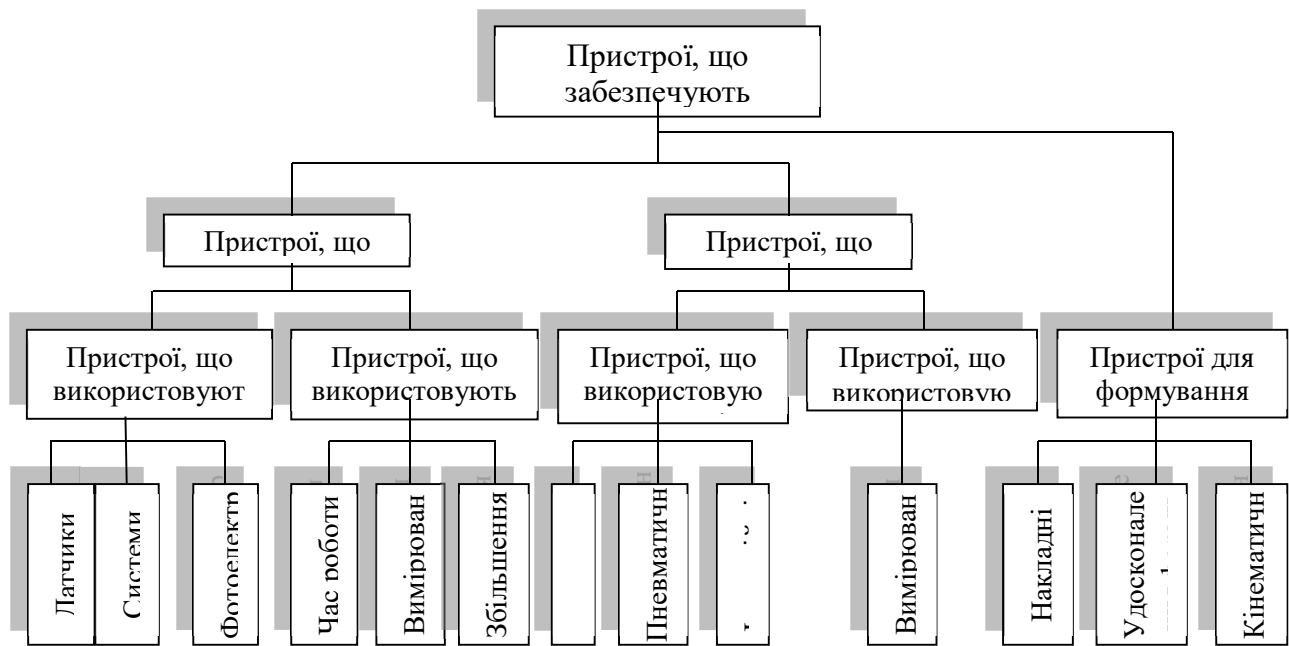 Пристрої, що
забезпечують
Пристрої, що
Пристрої, що
Пристрої, що
використовуют
Пристрої, що
використовують
Пристрої, що
використовую
Пристрої, що
використовую
Пристрої для
формування
Датчики
Системи
Фотоелектр
Час роботи
Вимірюван
Збільшення
Пневматичн
Вимірюван
Накладні
Удосконале
Кінематичн